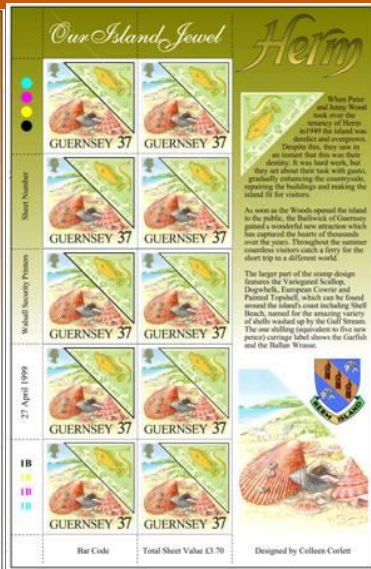 Our Island Jewel
Herm
Sheet Number
Walsall Security Printers
27 April 1999
1B
1B
1B
1B
GUERNSEY 37
GUERNSEY 37
GUERNSEY 37
GUERNSEY 37
GUERNSEY 37
GUERNSEY 37
GUERNSEY 37
GUERNSEY 37
GUERNSEY 37
GUERNSEY 37
Bar Code
Total Sheet Value £3.70
When Peter
and Jenny Wood
took over the
tenancy of Herm
in1949 the island was
derelict and overgrown.
Despite this, they saw in
an instant that this was their
destiny. It was hard work, but
they set about their task with gusto,
gradually enhancing the countryside,
repairing the buildings and making the
island fit for visitors.
As soon as the Woods opened the island
to the public, the Bailiwick of Guernsey
gained a wonderful new attraction which
has captured the hearts of thousands
over the years. Throughout the summer
countless visitors catch a ferry for the
short trip to a different world.
The larger part of the stamp design
features the Variegated Scallop,
Dogwhelk, European Cowrie and
Painted Topshell, which can be found
around the island's coast including Shell
Beach, named for the amazing variety
of shells washed up by the Gulf Stream.
The one shilling (equivalent to five new
pence) carriage label shows the Garfish
and the Ballan Wrasse.
HERM ISLAND
Designed by Colleen Corlett